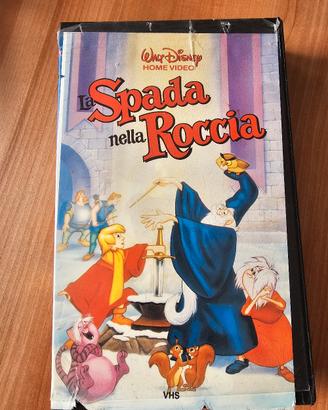 Walt Disney
HOME VIDEO
La Spada
nella Roccia
VHS